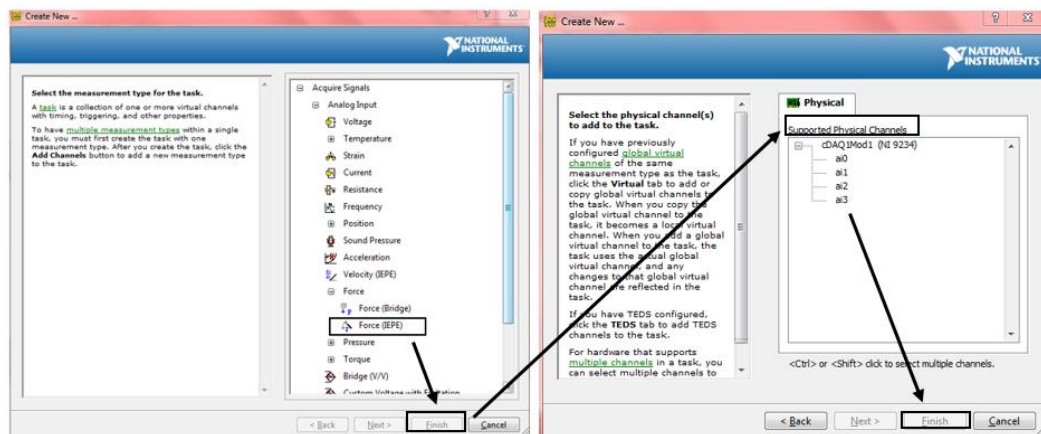 Create New ...
NATIONAL
INSTRUMENTS
Select the measurement type for the task.
A task is a collection of one or more virtual channels
with timing, triggering, and other properties.
To have multiple measurement types within a single
task, you must first create the task with one
measurement type. After you create the task, click the
Add Channels button to add a new measurement type
to the task.
Acquire Signals
Analog Input
Voltage
Temperature
Strain
Current
Resistance
Frequency
Position
Sound Pressure
Acceleration
Velocity (IEPE)
Force
Force (Bridge)
Force (IEPE)
Pressure
Torque
Bridge (V/V)
Custom Voltage with Excitation
< Back
Next >
Finish
Cancel
Create New ...
NATIONAL
INSTRUMENTS
Select the physical channel(s)
to add to the task.
If you have previously
configured global virtual
channels of the same
measurement type as the task,
click the Virtual tab to add or
copy global virtual channels to
the task. When you copy the
global virtual channel to the
task, it becomes a local virtual
channel. When you add a global
virtual channel to the task, the
task uses the actual global
virtual channel, and any
changes to that global virtual
channel are reflected in the
task.
If you have TEDS configured,
click the TEDS tab to add TEDS
channels to the task.
For hardware that supports
multiple channels in a task, you
can select multiple channels to
Physical
Supported Physical Channels
cDAQ1Mod1 (NI 9234)
ai0
ai1
ai2
ai3
<Ctrl> or <Shift> click to select multiple channels.
< Back
Next >
Finish
Cancel